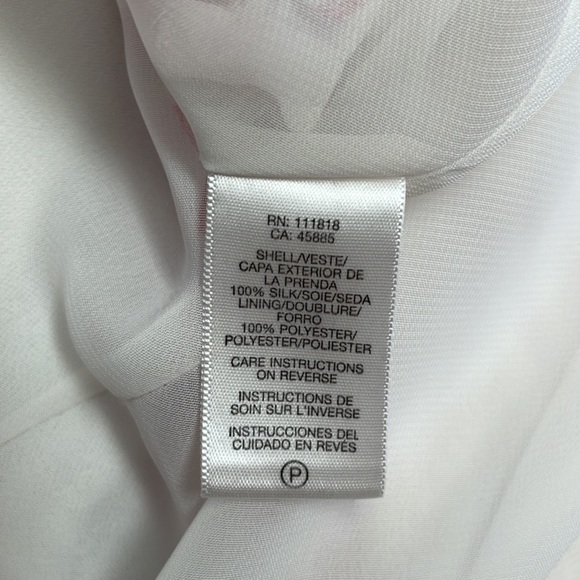 RN: 111818
CA: 45885
SHELL/VESTE/
CAPA EXTERIOR DE
LA PRENDA
100% SILK/SOIE/SEDA
LINING/DOUBLURE/
FORRO
100% POLYESTER/
POLYESTER/POLIESTER
CARE INSTRUCTIONS
ON REVERSE
INSTRUCTIONS DE
SOIN SUR L'INVERSE
INSTRUCCIONES DEL
CUIDADO EN REVÉS
P